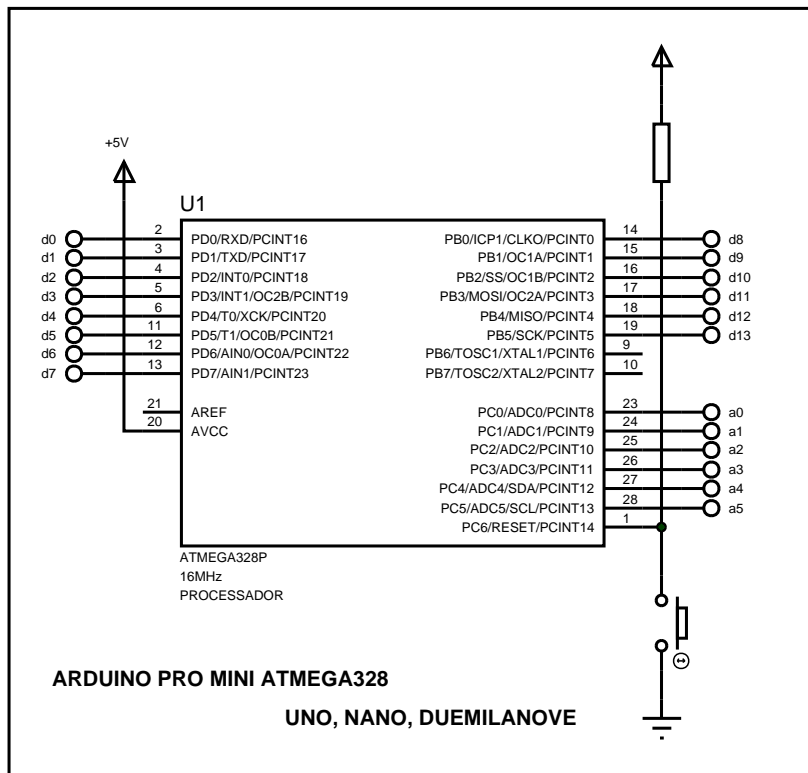 +5V
U1
d0 2 PD0/RXD/PCINT16 PB0/ICP1/CLKO/PCINT0 14 d8
d1 3 PD1/TXD/PCINT17 PB1/OC1A/PCINT1 15 d9
d2 4 PD2/INT0/PCINT18 PB2/SS/OC1B/PCINT2 16 d10
d3 5 PD3/INT1/OC2B/PCINT19 PB3/MOSI/OC2A/PCINT3 17 d11
d4 6 PD4/T0/XCK/PCINT20 PB4/MISO/PCINT4 18 d12
d5 11 PD5/T1/OC0B/PCINT21 PB5/SCK/PCINT5 19 d13
d6 12 PD6/AIN0/OC0A/PCINT22 PB6/TOSC1/XTAL1/PCINT6 9
d7 13 PD7/AIN1/PCINT23 PB7/TOSC2/XTAL2/PCINT7 10
21 AREF PC0/ADC0/PCINT8 23 a0
20 AVCC PC1/ADC1/PCINT9 24 a1
PC2/ADC2/PCINT10 25 a2
PC3/ADC3/PCINT11 26 a3
PC4/ADC4/SDA/PCINT12 27 a4
PC5/ADC5/SCL/PCINT13 28 a5
PC6/RESET/PCINT14 1
ATMEGA328P
16MHz
PROCESSADOR
ARDUINO PRO MINI ATMEGA328
UNO, NANO, DUEMILANOVE